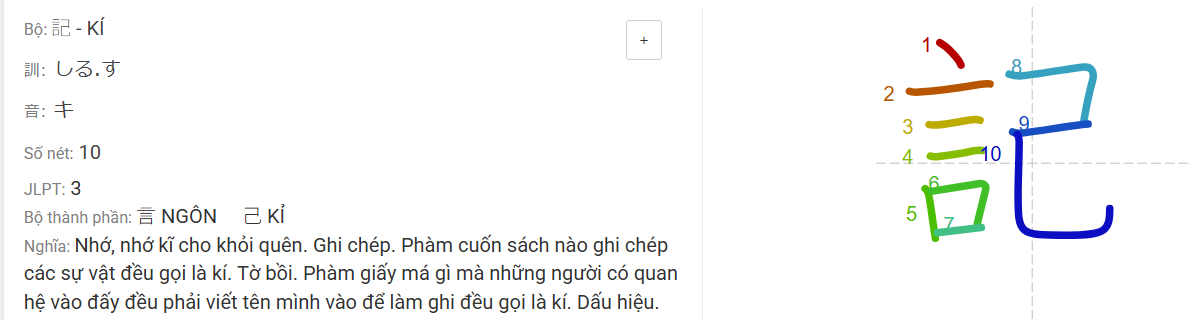 Bộ: 記 - KÍ
+
訓: しる.す
音: キ
Số nét: 10
JLPT: 3
Bộ thành phần: 言 NGÔN 己 KỈ
Nghĩa: Nhớ, nhớ kĩ cho khỏi quên. Ghi chép. Phàm cuốn sách nào ghi chép
các sự vật đều gọi là kí. Tờ bồi. Phàm giấy má gì mà những người có quan
hệ vào đấy đều phải viết tên mình vào để làm ghi đều gọi là kí. Dấu hiệu.
記
1
2
3
4
5
6
7
8
9
10